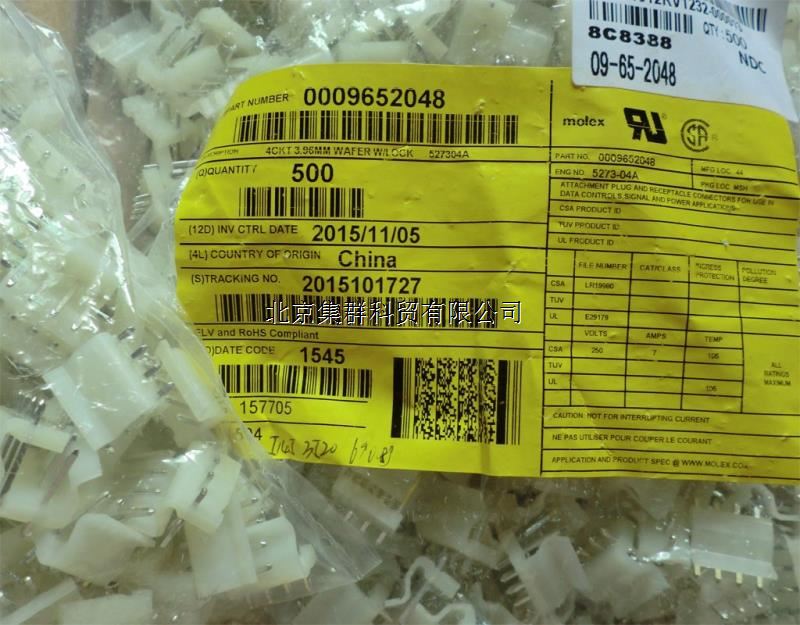 8C8388
QTY: 500
NDC
09-65-2048
PART NUMBER 0009652048
DESCRIPTION 4CKT 3.96MM WAFER W/LOCK 527304A
(Q)QUANTITY 500
(12D) INV CTRL DATE 2015/11/05
(4L) COUNTRY OF ORIGIN China
(S)TRACKING NO. 2015101727
北京集群科贸有限公司
ELV and RoHS Compliant
DATE CODE 1545
157705
molex
PART NO. 0009652048
MFG LOC. 44
ENG NO. 5273-04A
PKG LOC. MSH
ATTACHMENT PLUG AND RECEPTACLE CONNECTORS FOR USE IN
DATA CONTROLS, SIGNAL AND POWER APPLICATIONS
CSA PRODUCT ID
TUV PRODUCT ID
UL PRODUCT ID
FILE NUMBER CAT/CLASS INGRESS PROTECTION POLLUTION DEGREE
CSA LR19980
TUV
UL E29179
VOLTS AMPS TEMP
CSA 250 7 105
TUV
UL 105
ALL RATINGS MAXIMUM
CAUTION: NOT FOR INTERRUPTING CURRENT
NE PAS UTILISER POUR COUPER LE COURANT
APPLICATION AND PRODUCT SPEC @ WWW.MOLEX.COM